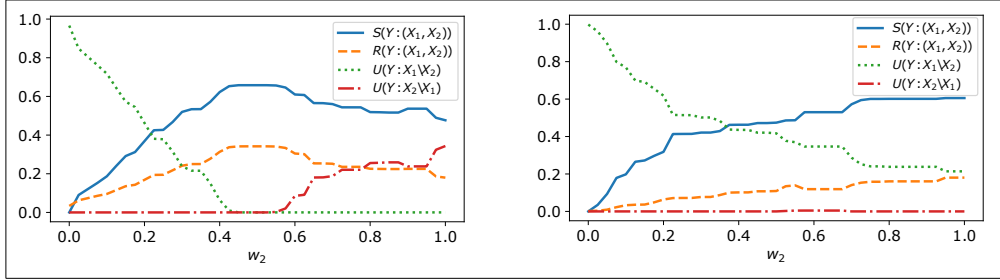 1.0
0.8
0.6
0.4
0.2
0.0
S(Y : (X₁, X₂))
R(Y : (X₁, X₂))
U(Y : X₁\X₂)
U(Y : X₂\X₁)
0.0 0.2 0.4 0.6 0.8 1.0
w₂
1.0
0.8
0.6
0.4
0.2
0.0
S(Y : (X₁, X₂))
R(Y : (X₁, X₂))
U(Y : X₁\X₂)
U(Y : X₂\X₁)
0.0 0.2 0.4 0.6 0.8 1.0
w₂